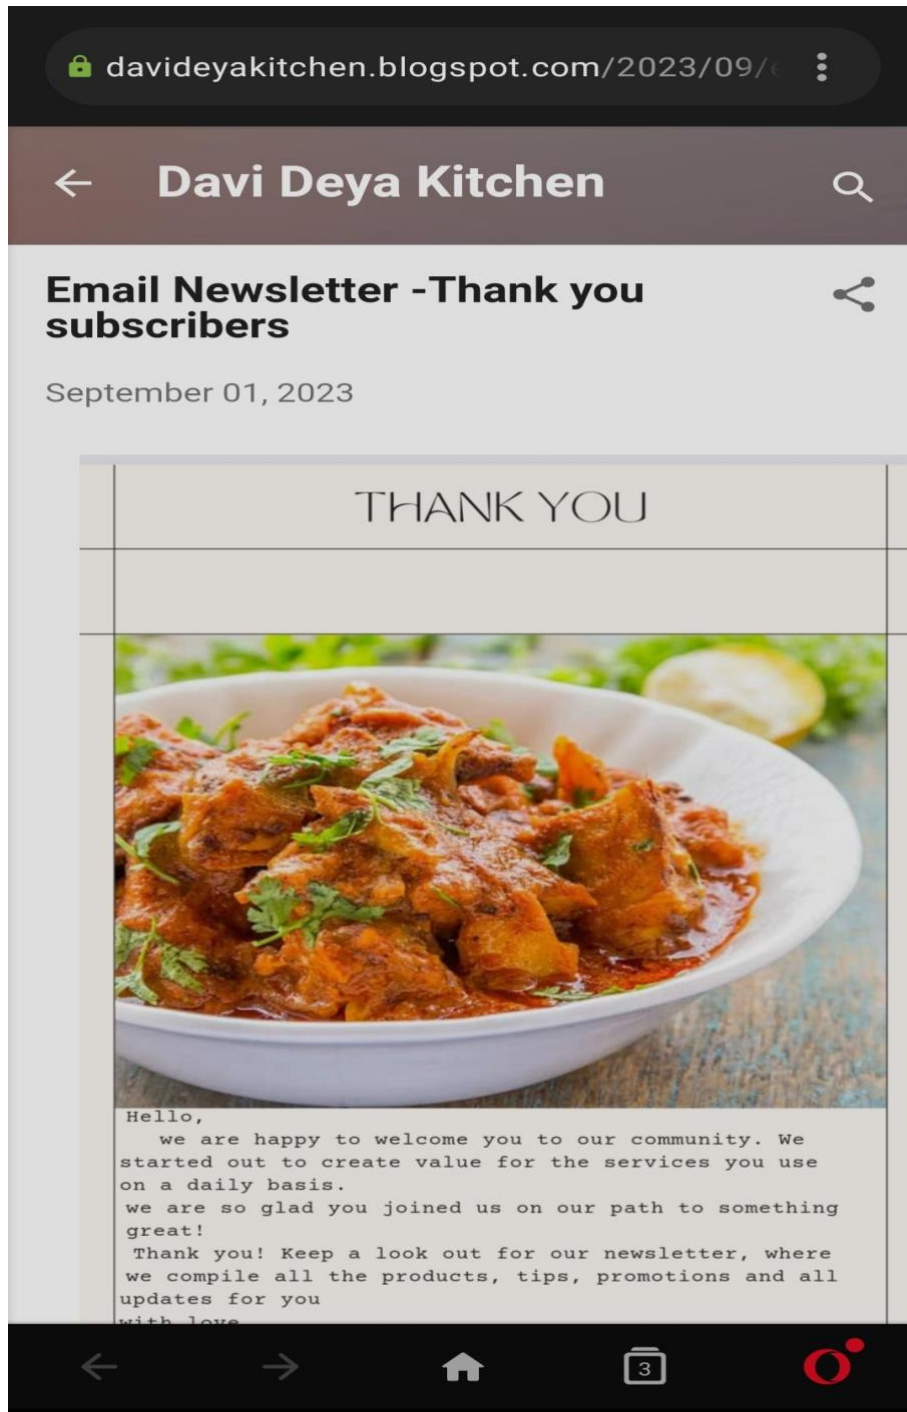 davideyakitchen.blogspot.com/2023/09/
Davi Deya Kitchen
Email Newsletter -Thank you
subscribers
September 01, 2023
THANK YOU
Hello,
we are happy to welcome you to our community. We
started out to create value for the services you use
on a daily basis.
we are so glad you joined us on our path to something
great!
Thank you! Keep a look out for our newsletter, where
we compile all the products, tips, promotions and all
updates for you
with love
3